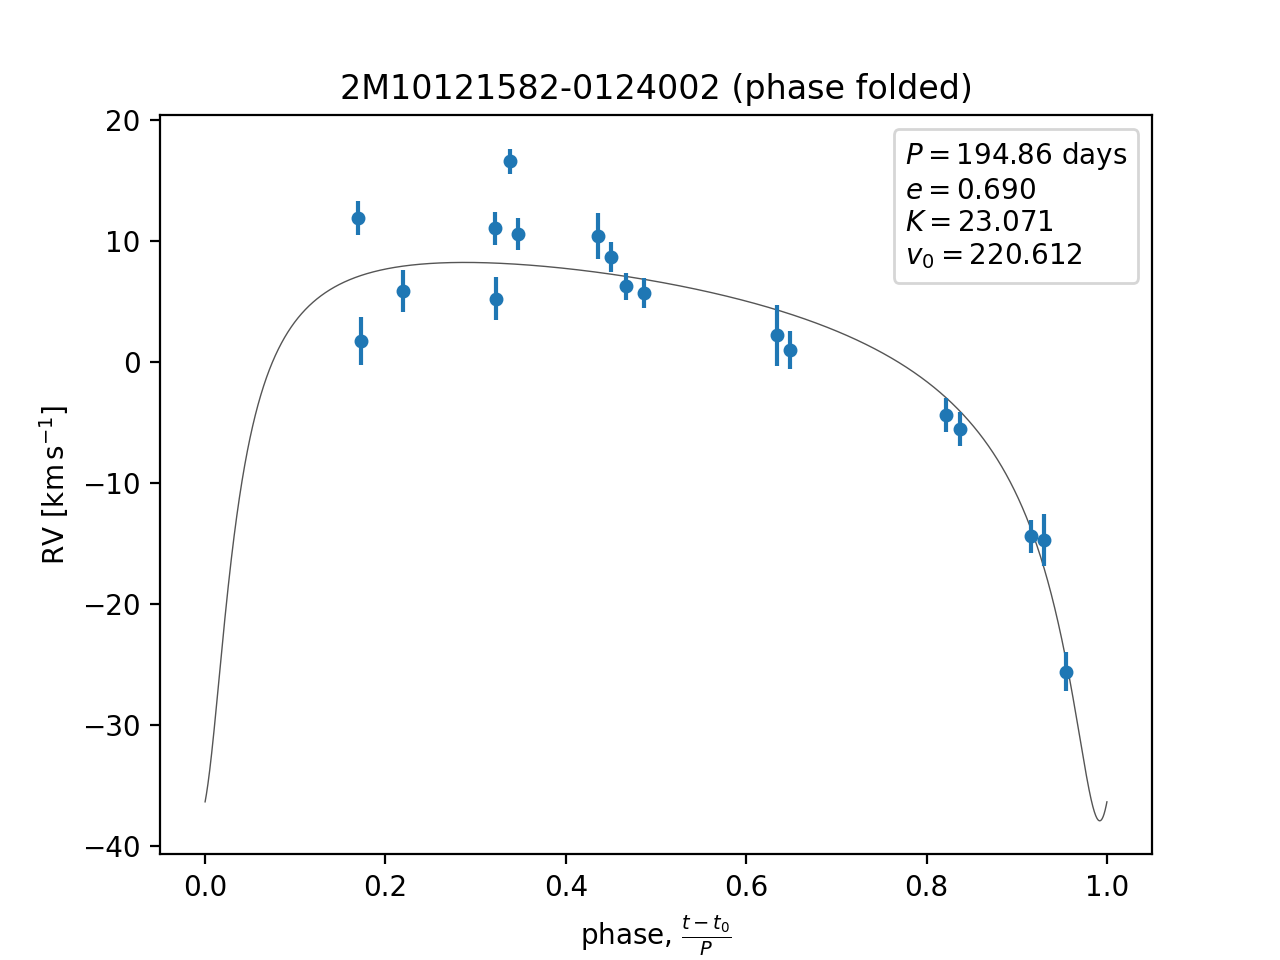 2M10121582-0124002 (phase folded)
P = 194.86 days
e = 0.690
K = 23.071
v₀ = 220.612
RV [km s⁻¹]
20
10
0
−10
−20
−30
−40
0.0 0.2 0.4 0.6 0.8 1.0
phase, (t − t₀)/P